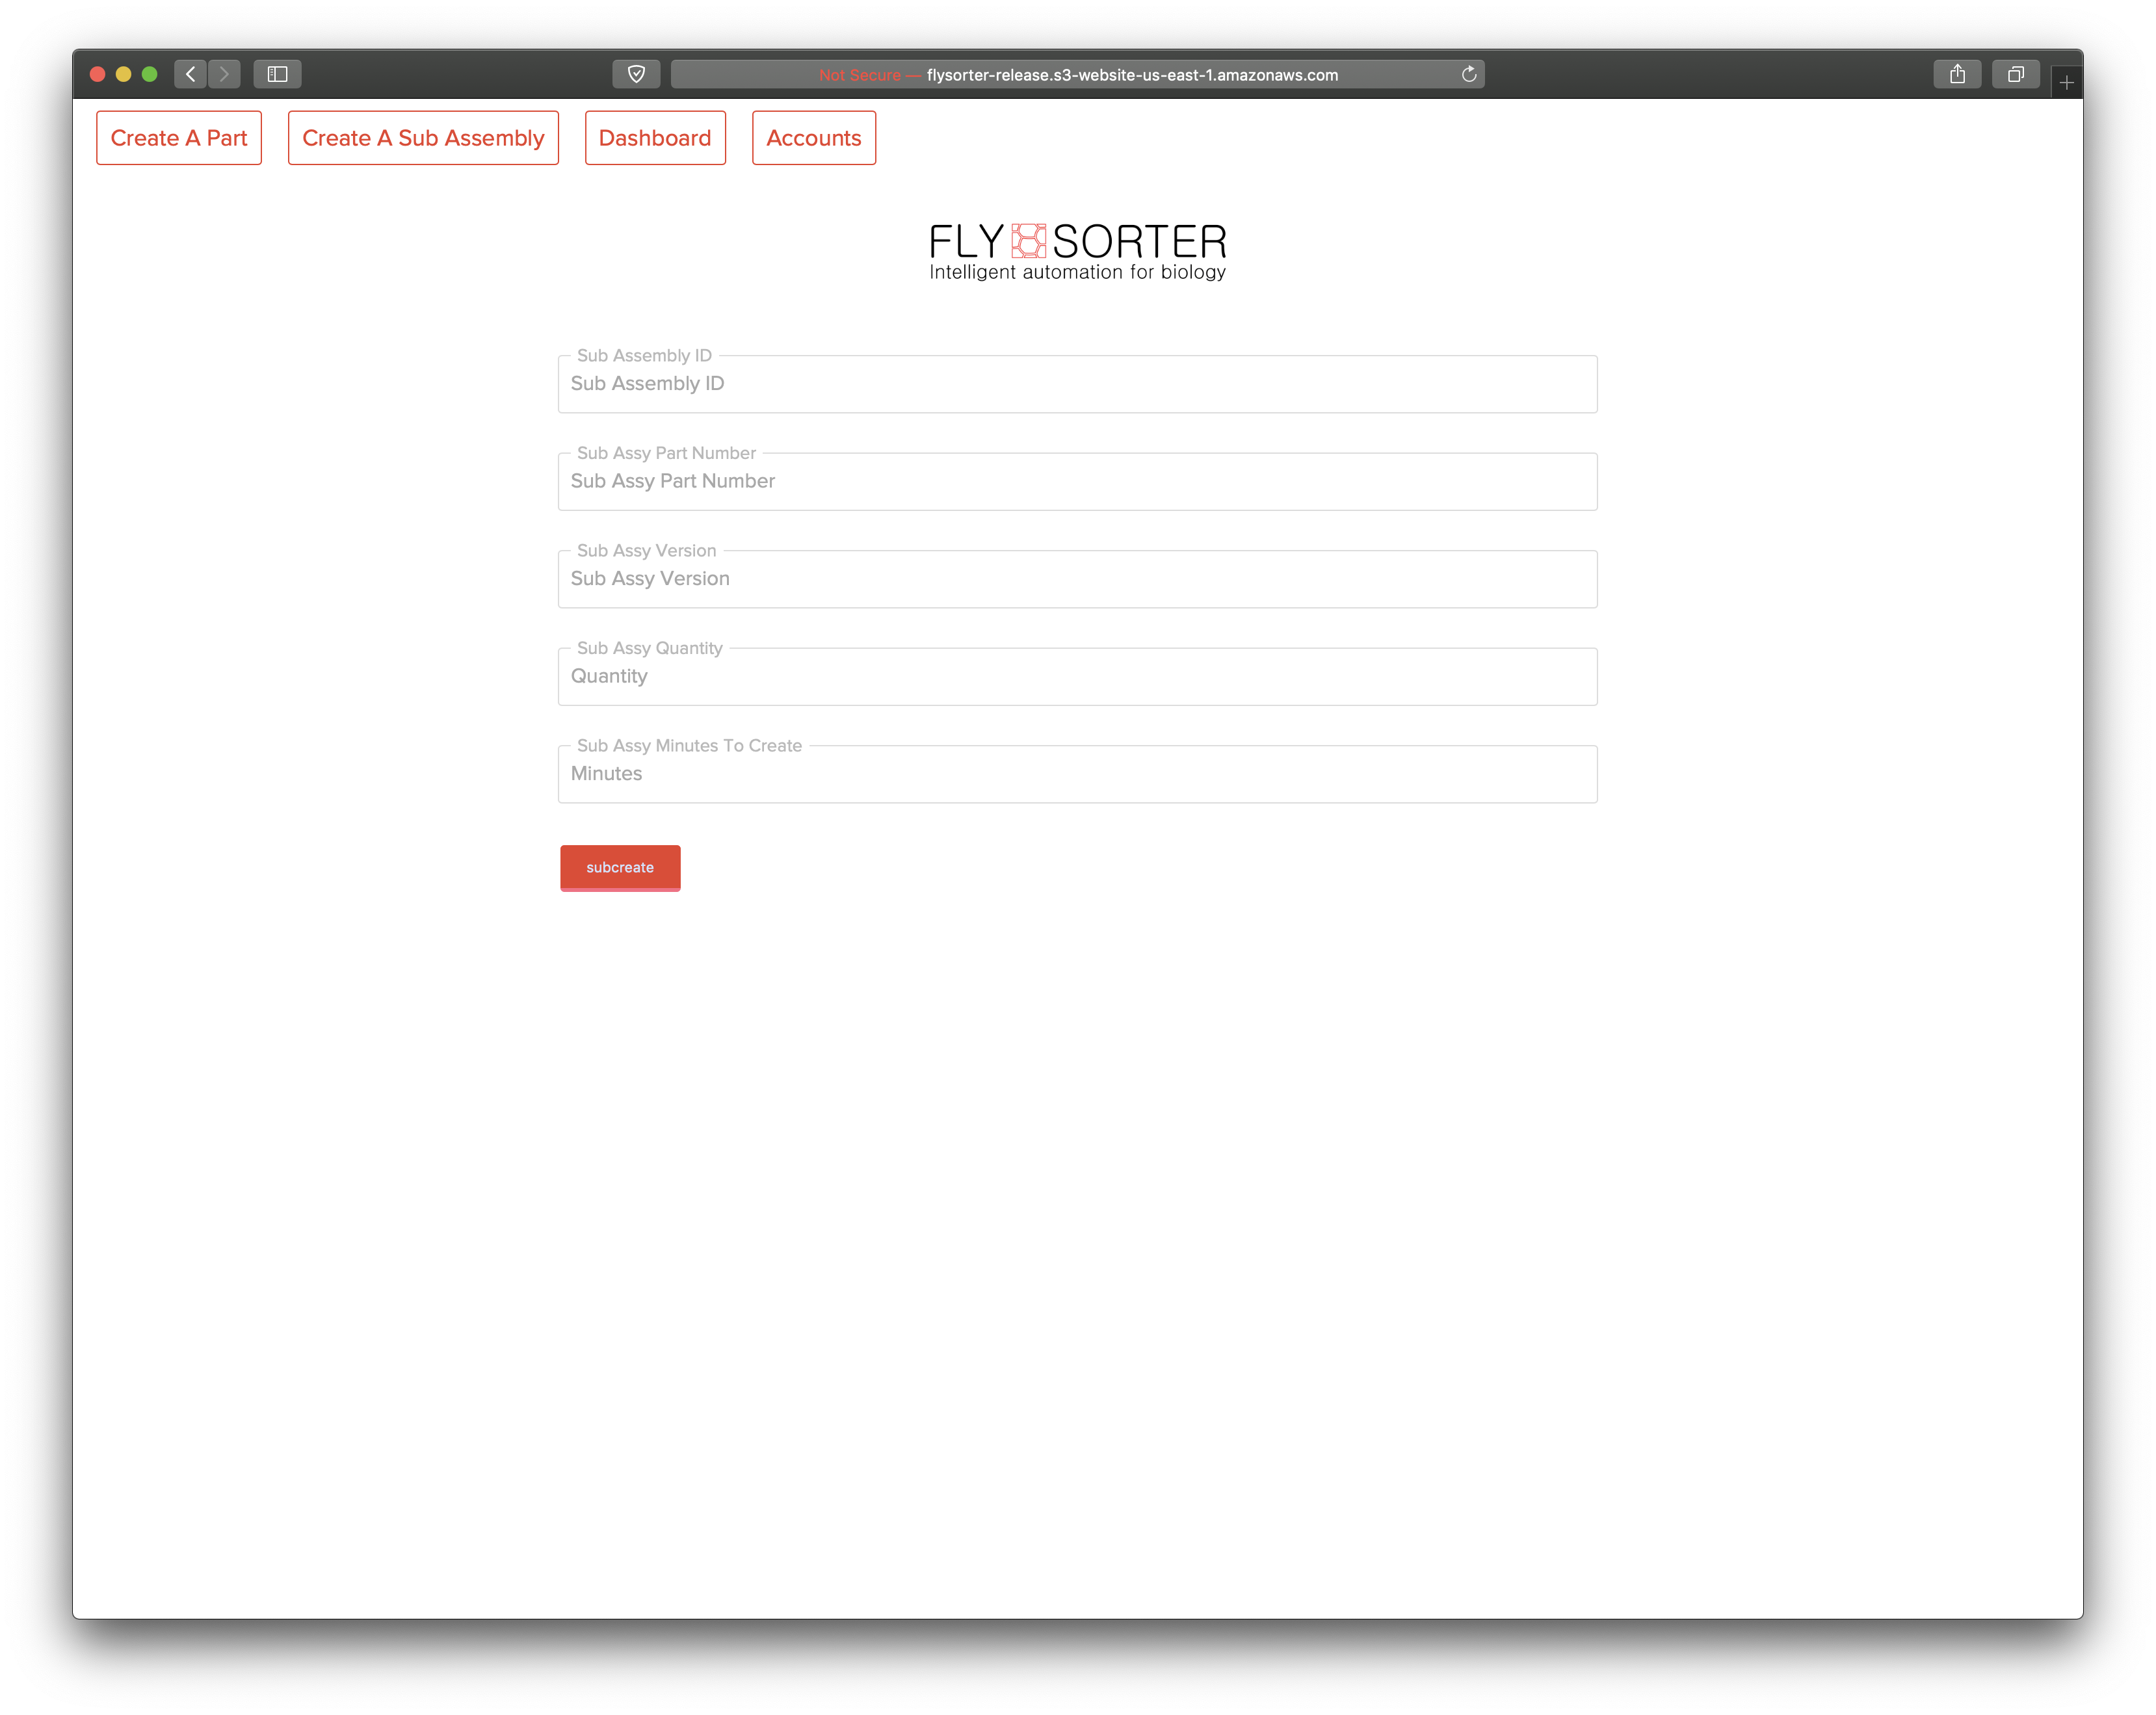 Not Secure — flysorter-release.s3-website-us-east-1.amazonaws.com
Create A Part Create A Sub Assembly Dashboard Accounts
FLY SORTER
Intelligent automation for biology
Sub Assembly ID
Sub Assembly ID
Sub Assy Part Number
Sub Assy Part Number
Sub Assy Version
Sub Assy Version
Sub Assy Quantity
Quantity
Sub Assy Minutes To Create
Minutes
subcreate